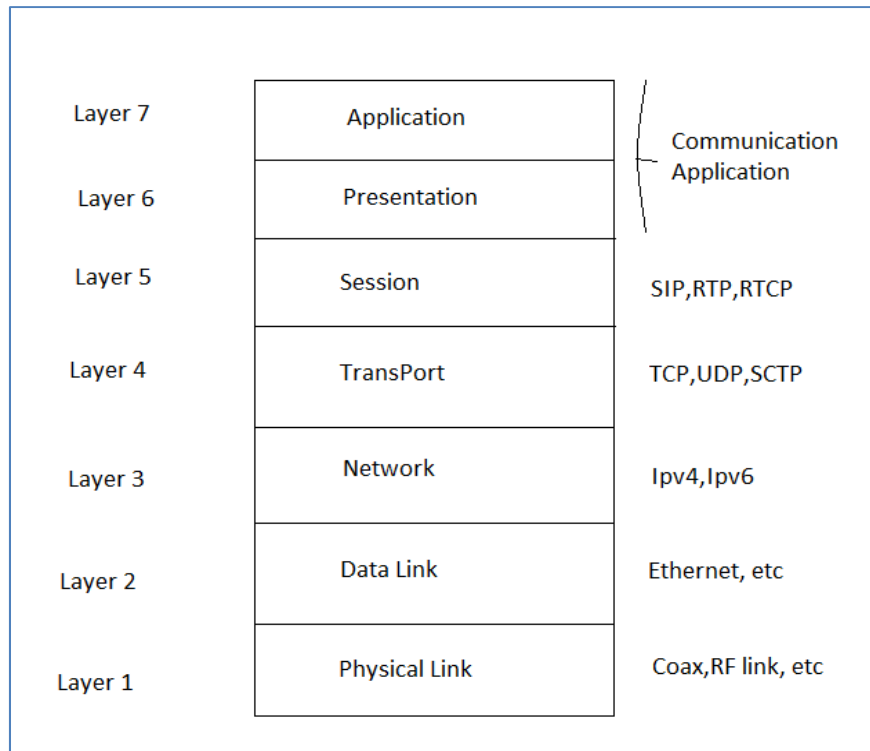 Layer 7
Application
Communication
Application
Layer 6
Presentation
Layer 5
Session
SIP,RTP,RTCP
Layer 4
TransPort
TCP,UDP,SCTP
Layer 3
Network
Ipv4,Ipv6
Layer 2
Data Link
Ethernet, etc
Layer 1
Physical Link
Coax,RF link, etc